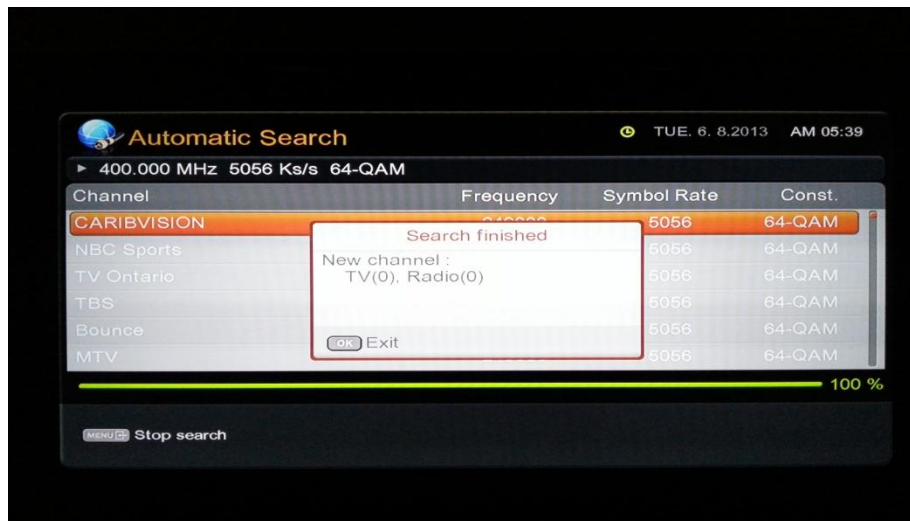 Automatic Search
TUE. 6. 8.2013 AM 05:39
400.000 MHz 5056 Ks/s 64-QAM
Channel Frequency Symbol Rate Const.
CARIBVISION 5056 64-QAM
NBC Sports 5056 64-QAM
TV Ontario 5056 64-QAM
TBS 5056 64-QAM
Bounce 5056 64-QAM
MTV 5056 64-QAM
Search finished
New channel :
TV(0), Radio(0)
OK Exit
100 %
MENU Stop search